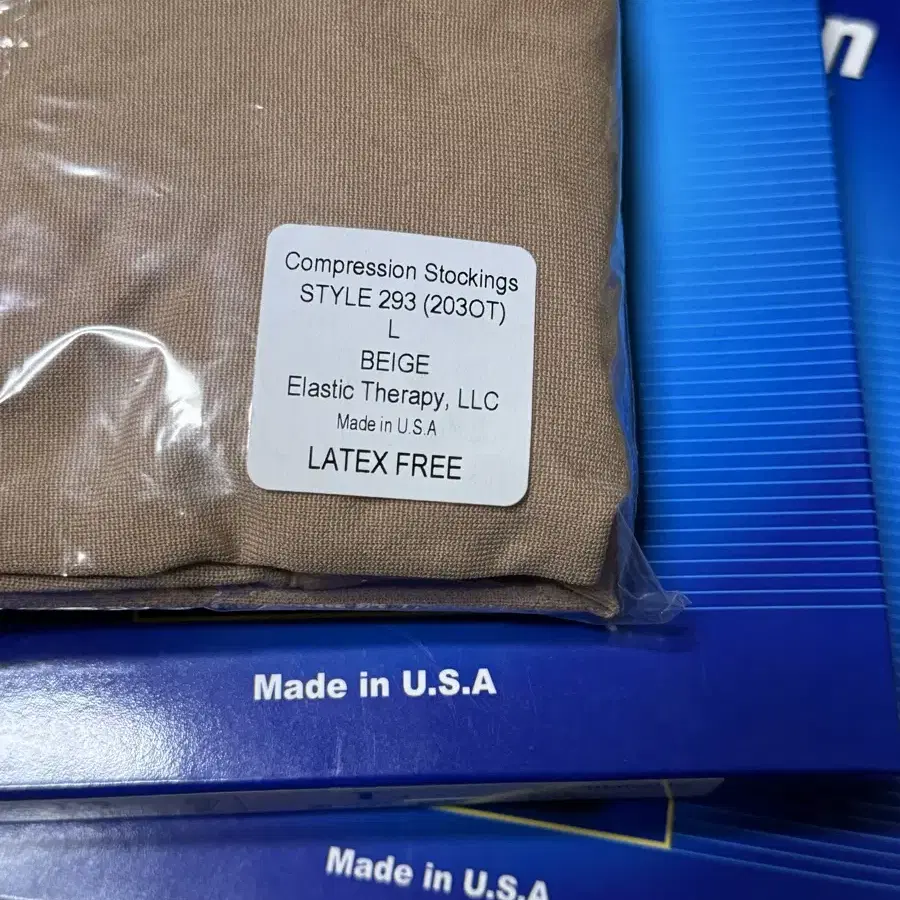 n
Compression Stockings
STYLE 293 (203OT)
L
BEIGE
Elastic Therapy, LLC
Made in U.S.A
LATEX FREE
Made in U.S.A
Made in U.S.A